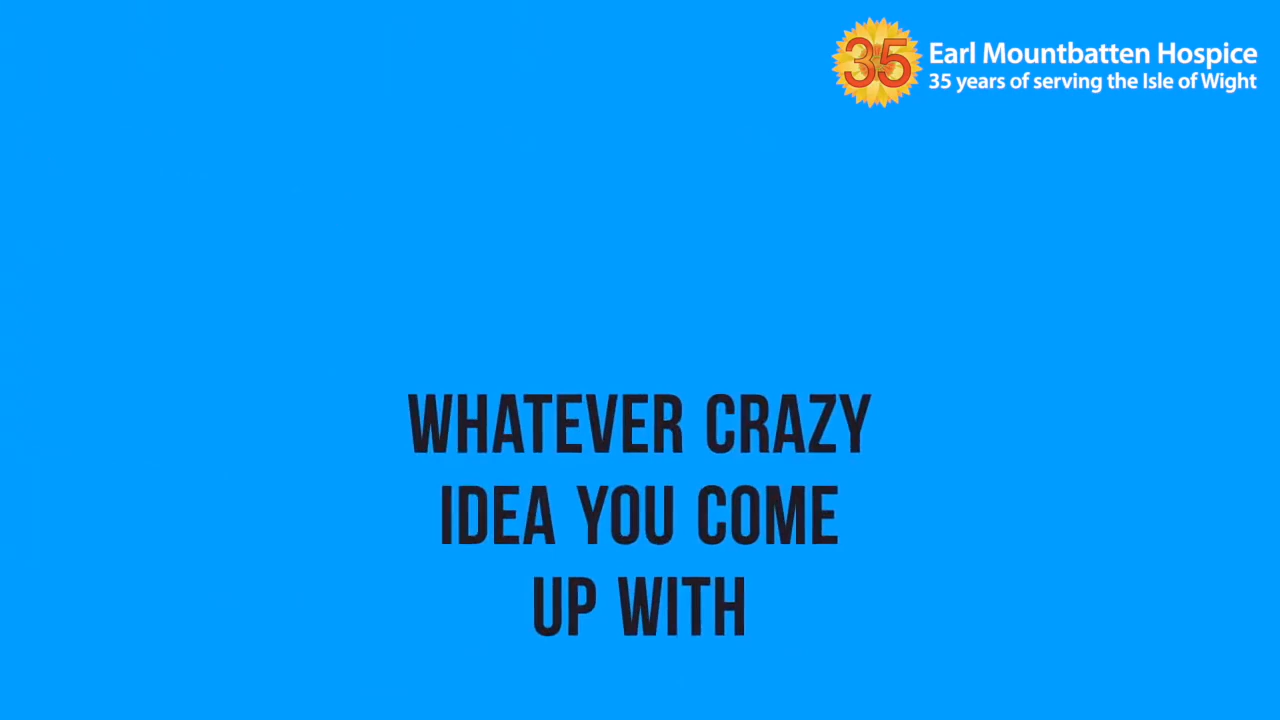 35
Earl Mountbatten Hospice
35 years of serving the Isle of Wight
WHATEVER CRAZY
IDEA YOU COME
UP WITH